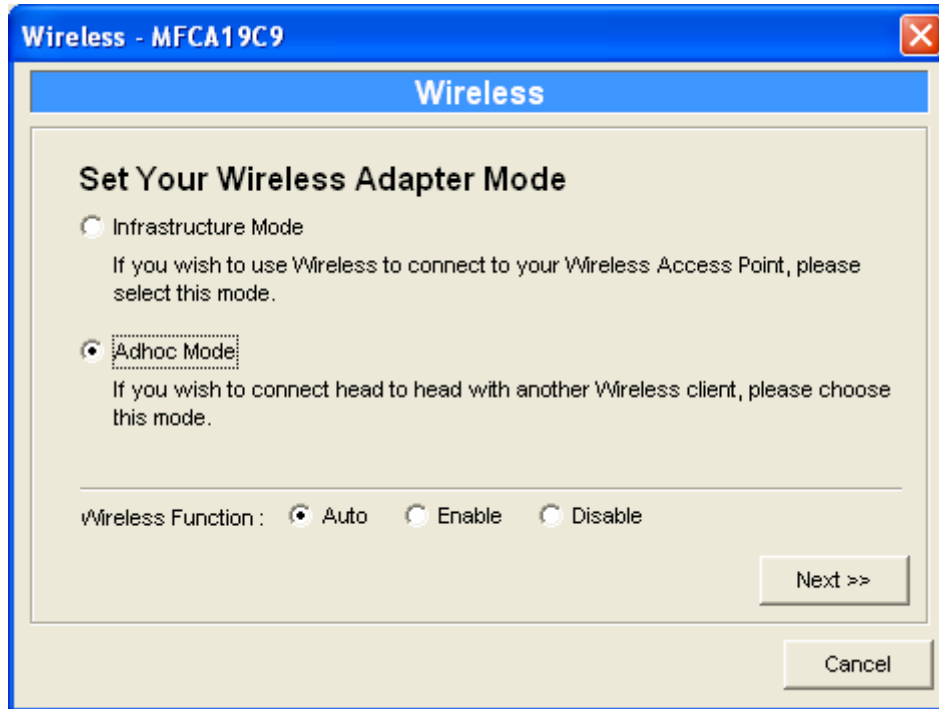 Wireless - MFCA19C9
Wireless
Set Your Wireless Adapter Mode
Infrastructure Mode
If you wish to use Wireless to connect to your Wireless Access Point, please
select this mode.
Adhoc Mode
If you wish to connect head to head with another Wireless client, please choose
this mode.
Wireless Function : Auto Enable Disable
Next >>
Cancel